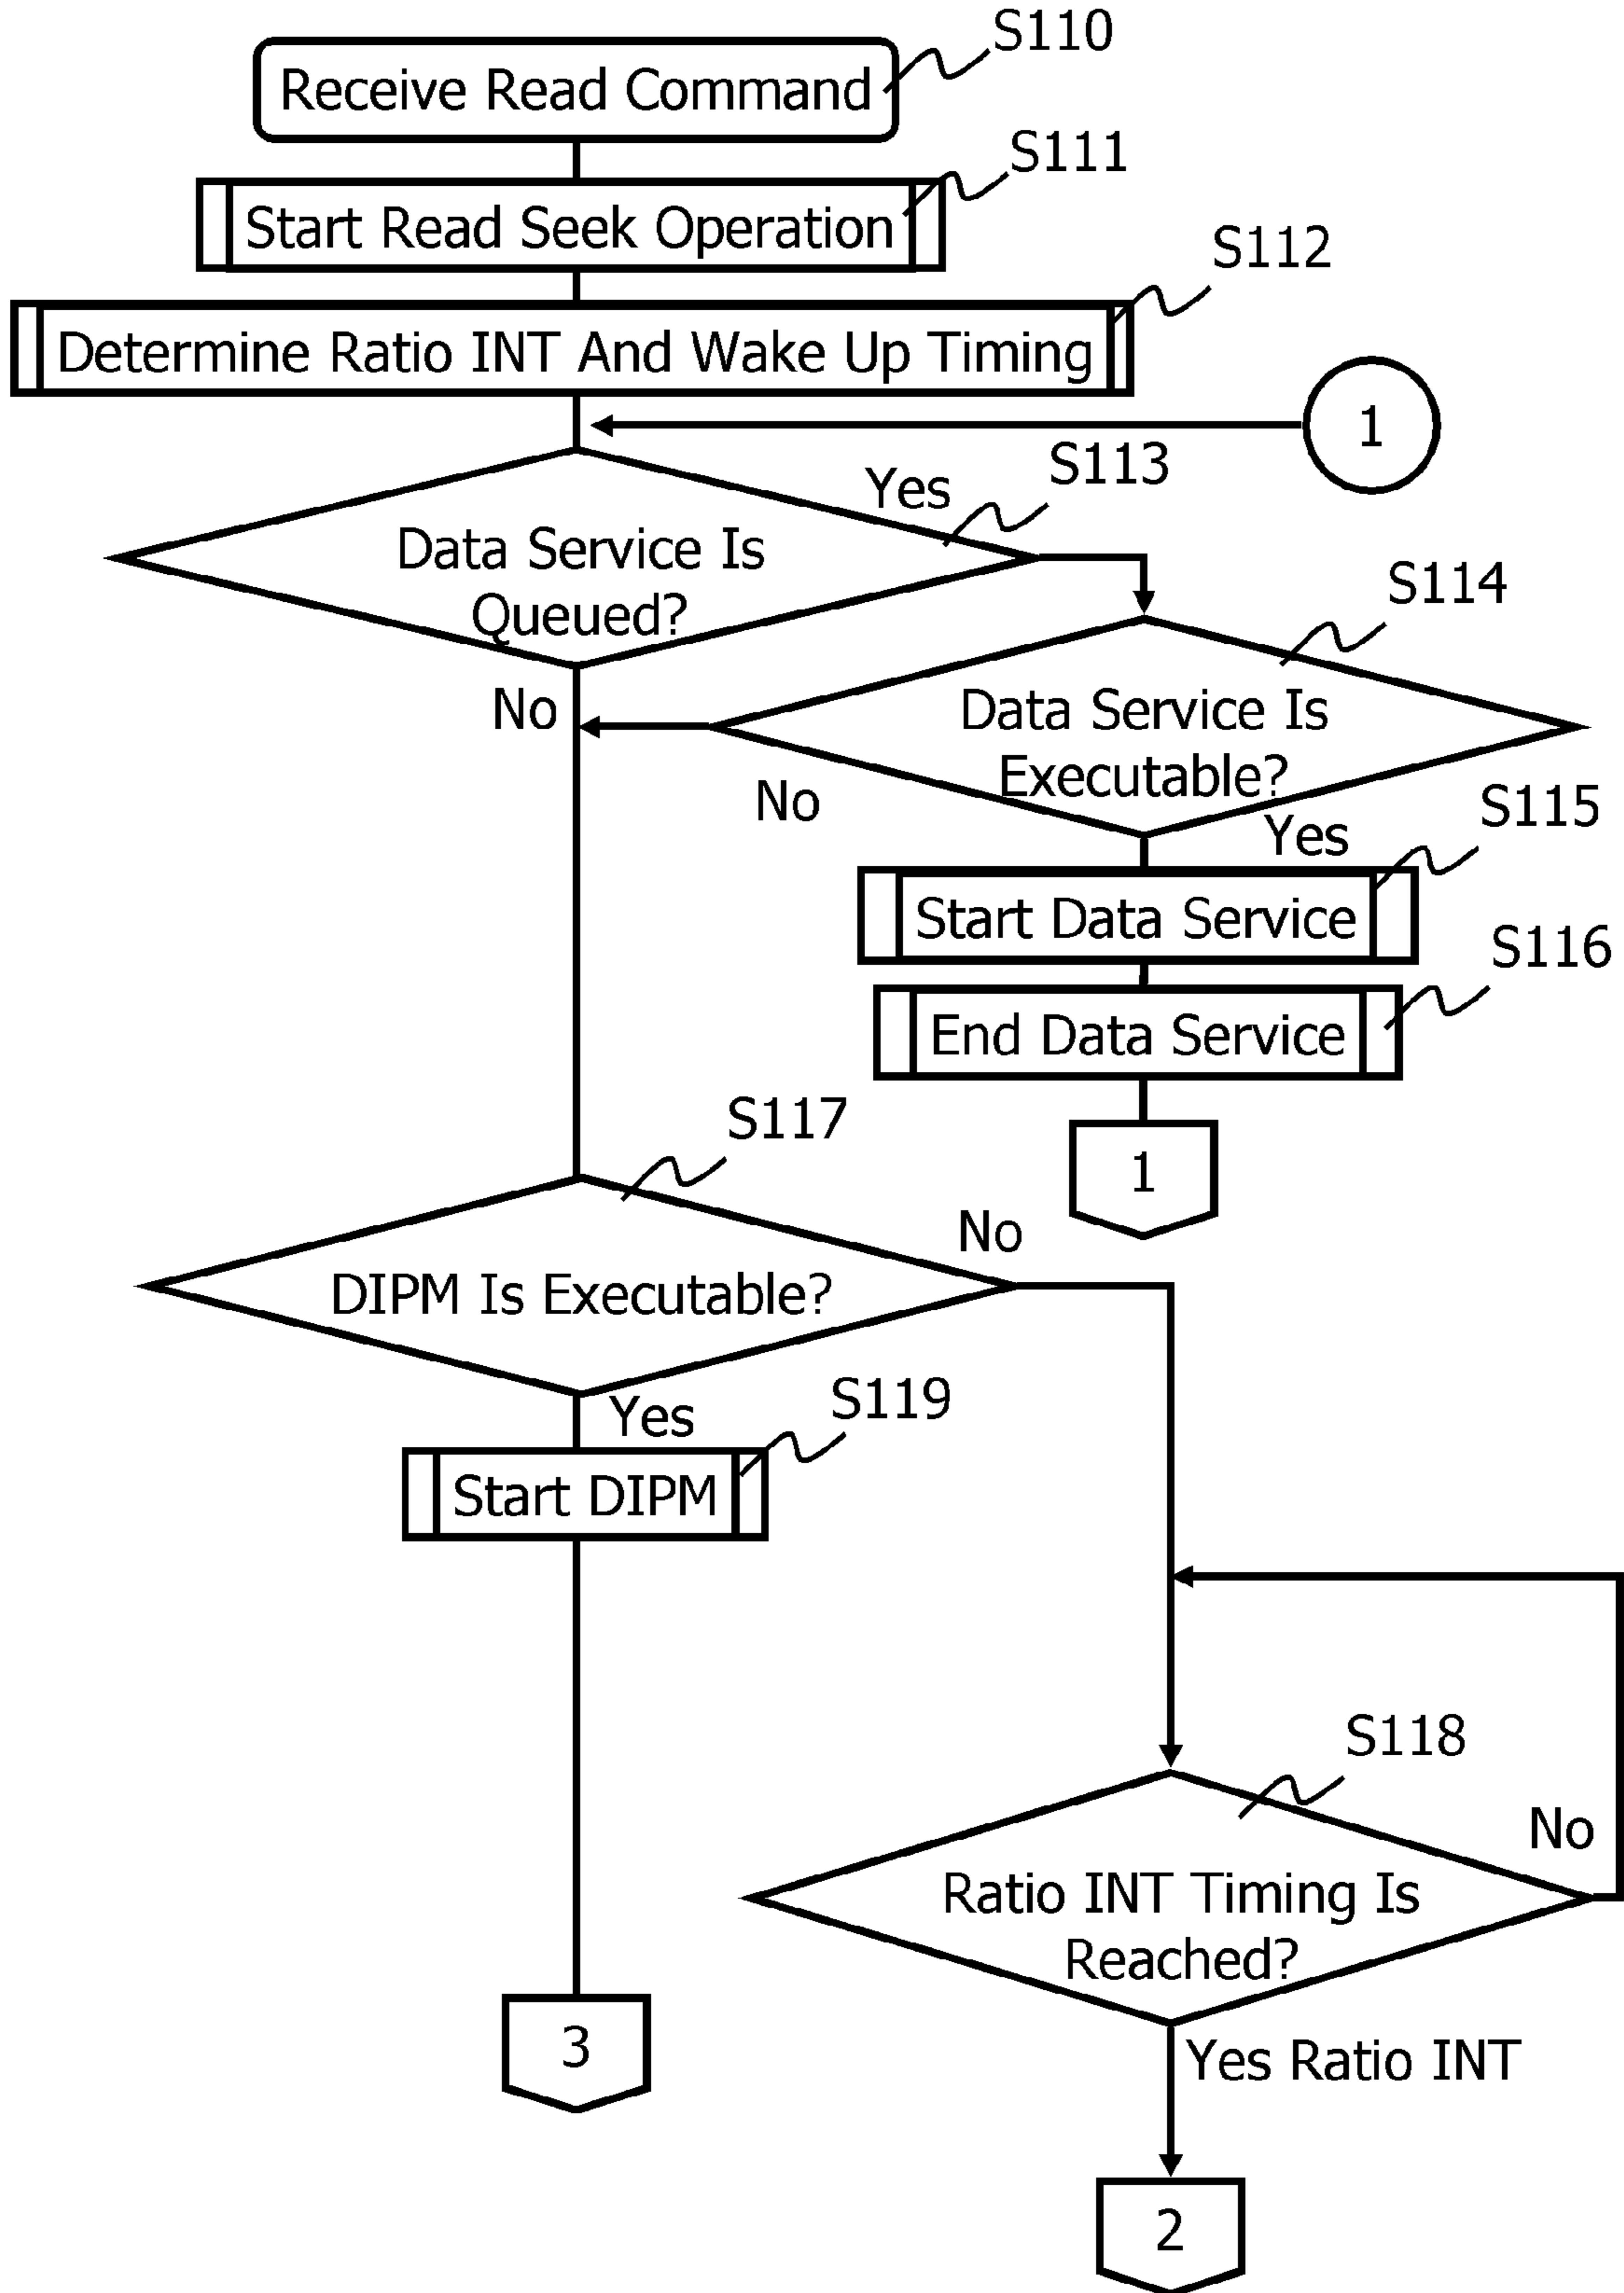 S110
Receive Read Command
S111
Start Read Seek Operation
S112
Determine Ratio INT And Wake Up Timing
1
Yes
S113
Data Service Is
Queued?
S114
No
Data Service Is
Executable?
No
S115
Yes
Start Data Service
S116
End Data Service
S117
1
No
DIPM Is Executable?
S119
Yes
Start DIPM
S118
No
Ratio INT Timing Is
Reached?
3
Yes Ratio INT
2